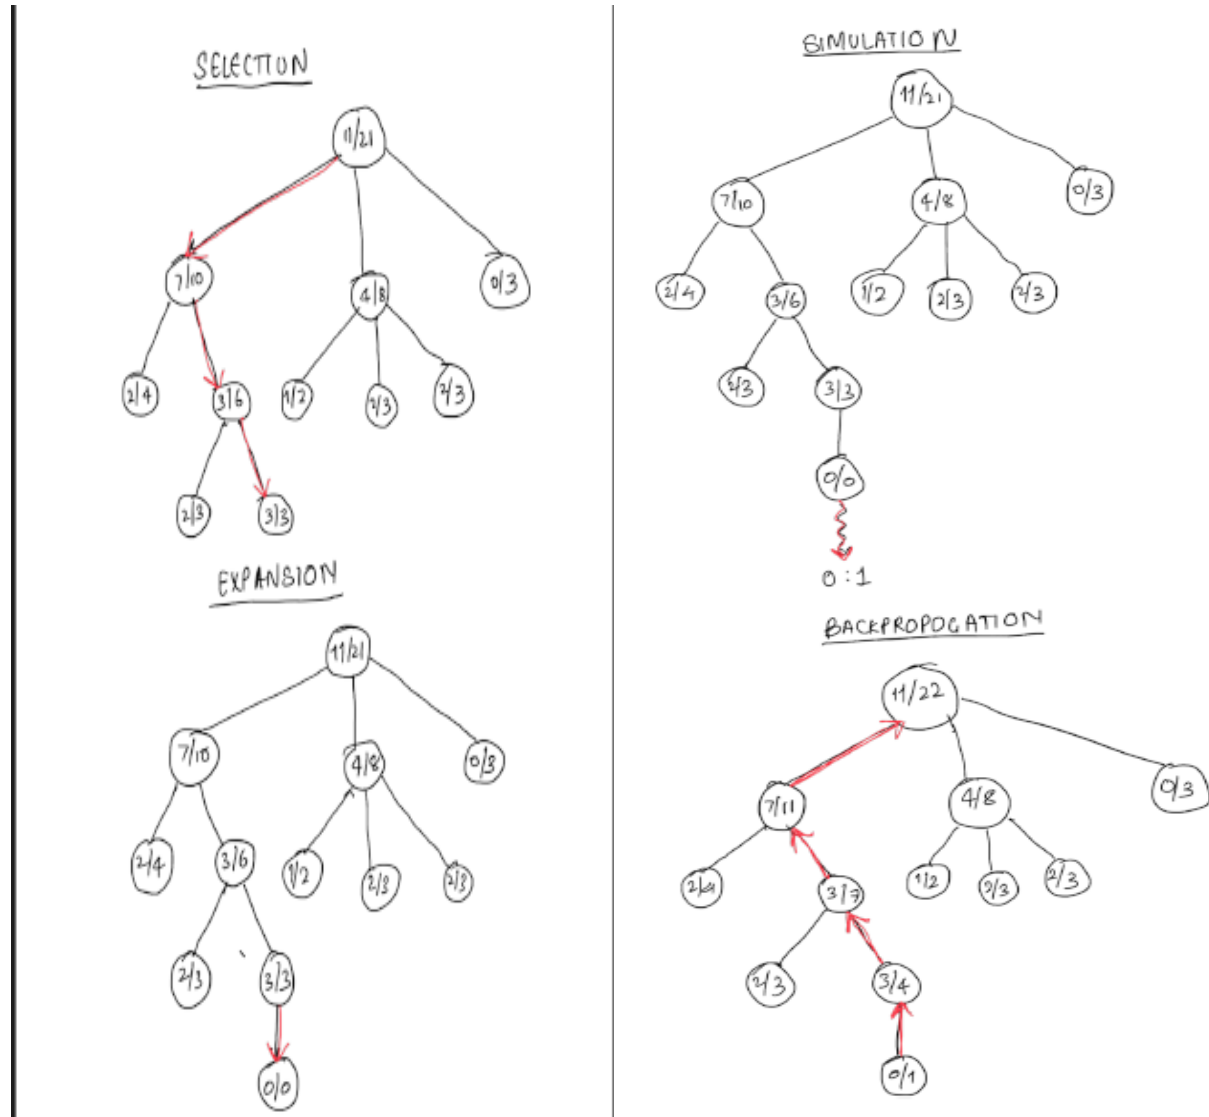 SELECTION
11/21
7/10 4/8 0/3
2/4 3/6 1/2 2/3 2/3
2/3 3/3
EXPANSION
11/21
7/10 4/8 0/3
2/4 3/6 1/2 2/3 2/3
2/3 3/3
0/0
SIMULATION
11/21
7/10 4/8 0/3
2/4 3/6 1/2 2/3 2/3
2/3 3/3
0/0
0:1
BACKPROPOGATION
11/22
7/11 4/8 0/3
2/4 3/7 1/2 2/3 2/3
2/3 3/4
0/1